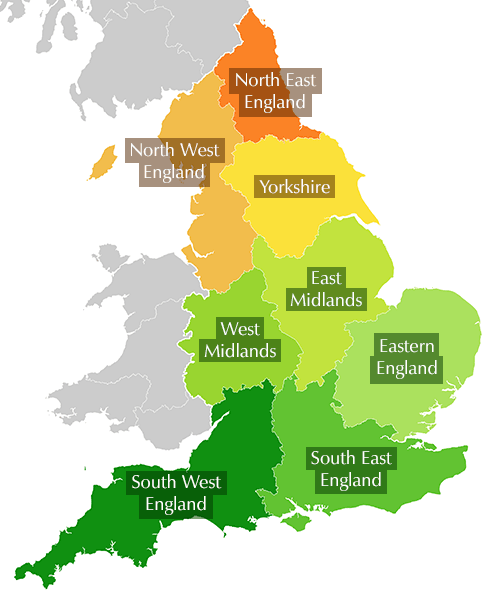 North East
England
North West
England
Yorkshire
East
Midlands
West
Midlands
Eastern
England
South East
England
South West
England